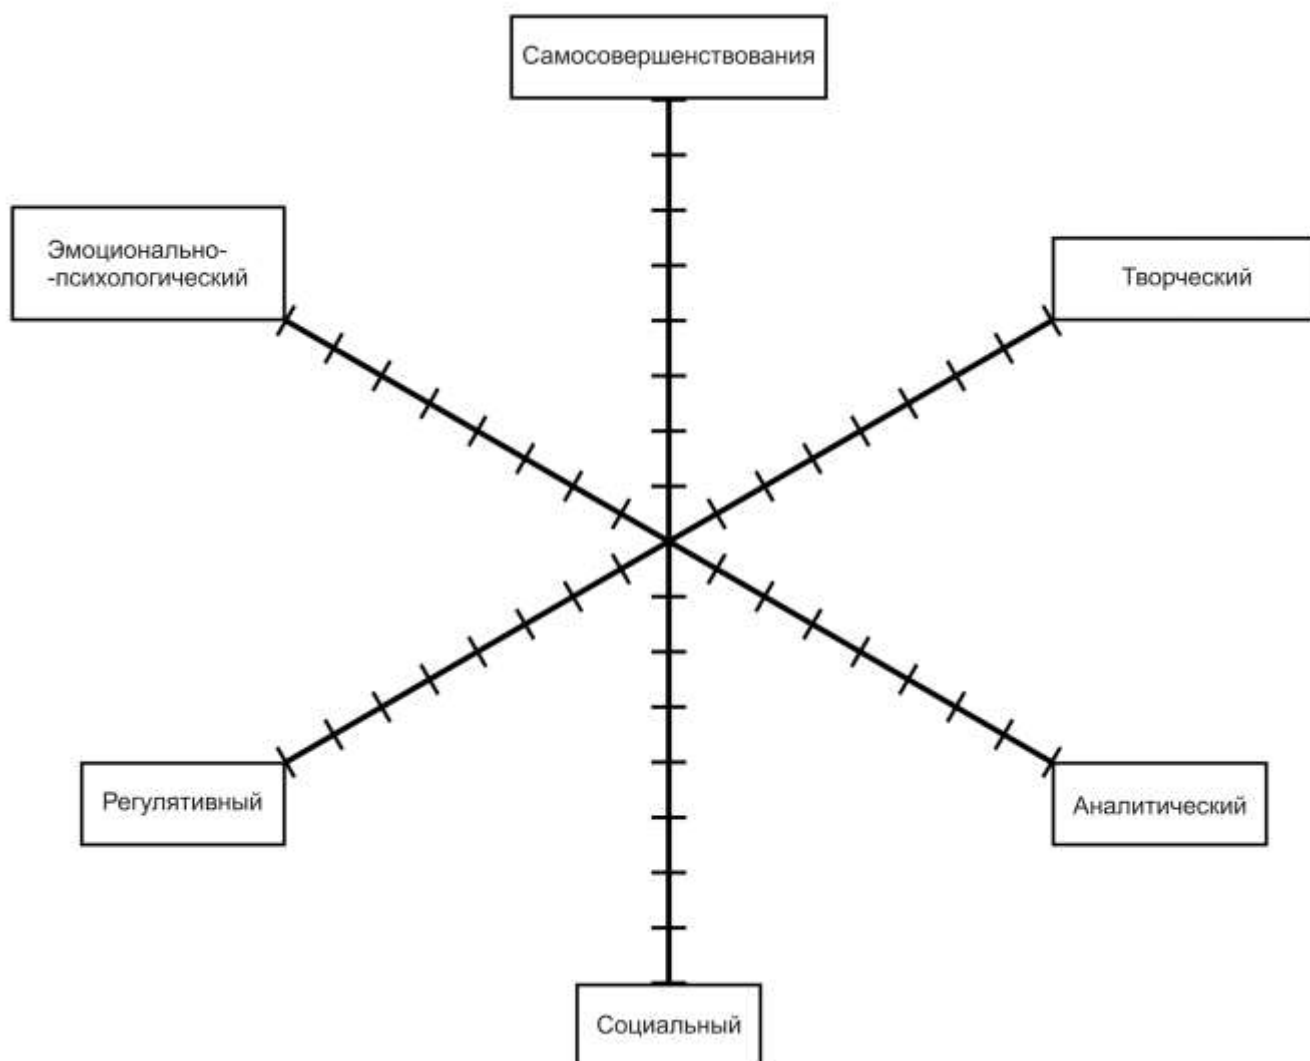 Самосовершенствования
Эмоционально-
-психологический
Творческий
Регулятивный
Аналитический
Социальный